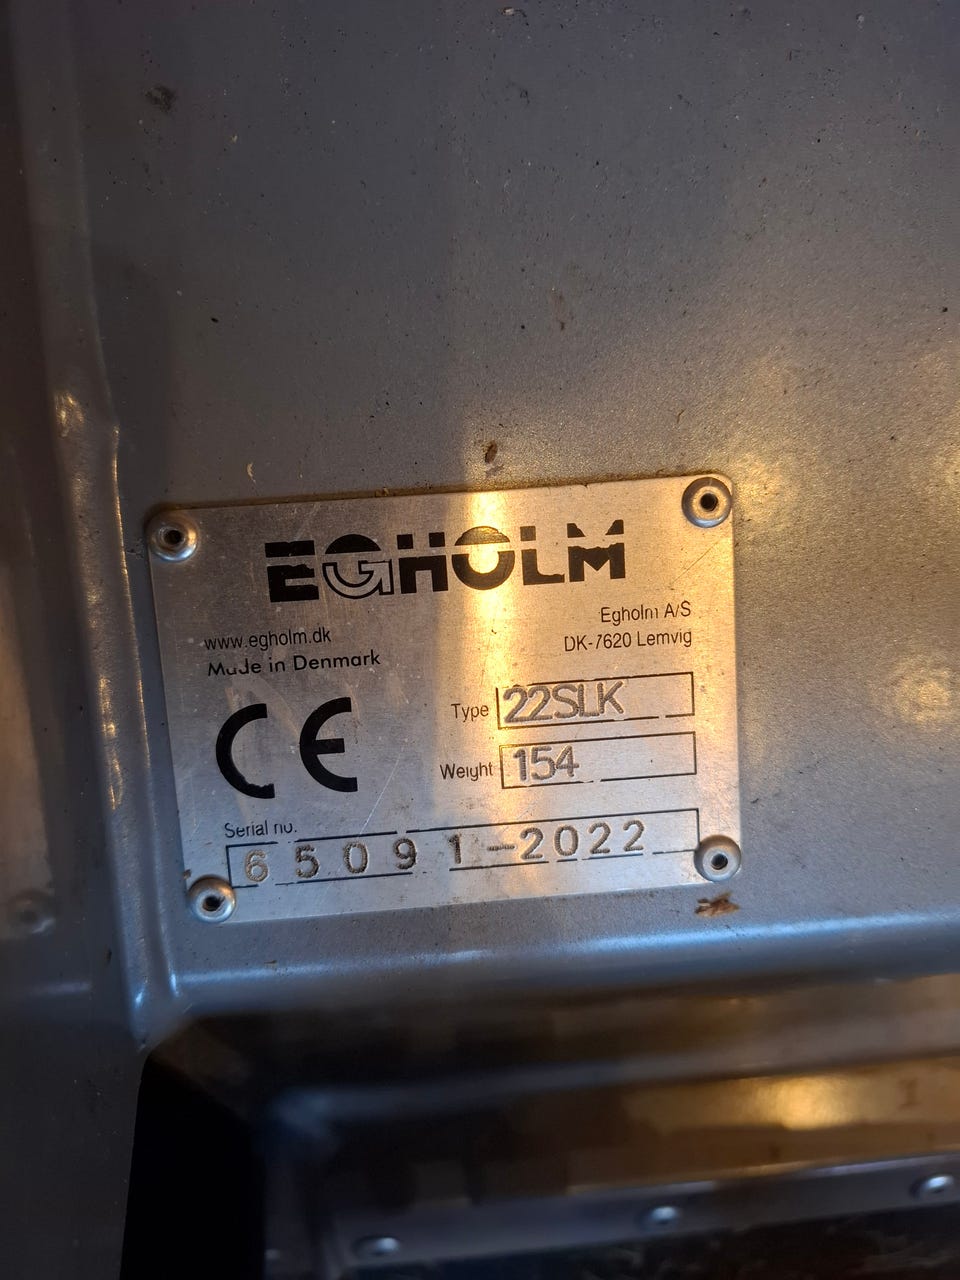 EGHOLM
Egholm A/S
www.egholm.dk
DK-7620 Lemvig
Made in Denmark
CE
Type 22SLK
Weight 154
Serial no.
65091-2022